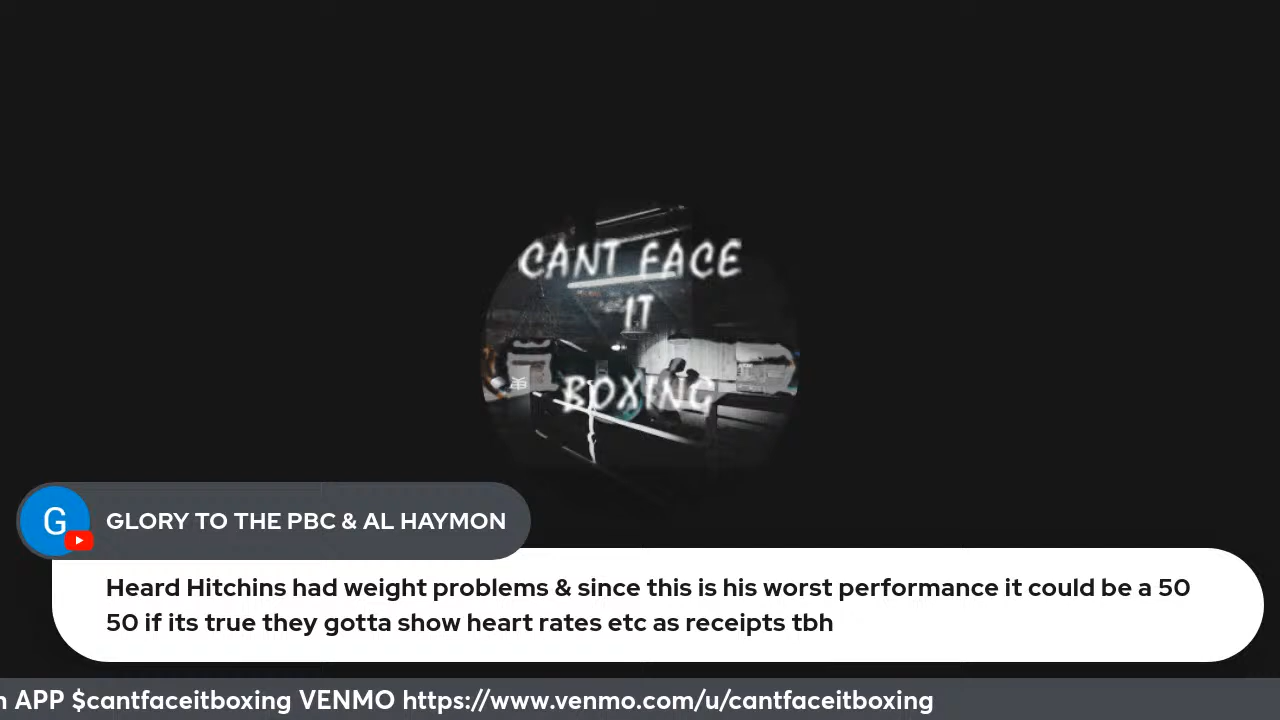 CANT FACE
IT
BOXING
G
GLORY TO THE PBC & AL HAYMON
Heard Hitchins had weight problems & since this is his worst performance it could be a 50
50 if its true they gotta show heart rates etc as receipts tbh
APP $cantfaceitboxing VENMO https://www.venmo.com/u/cantfaceitboxing